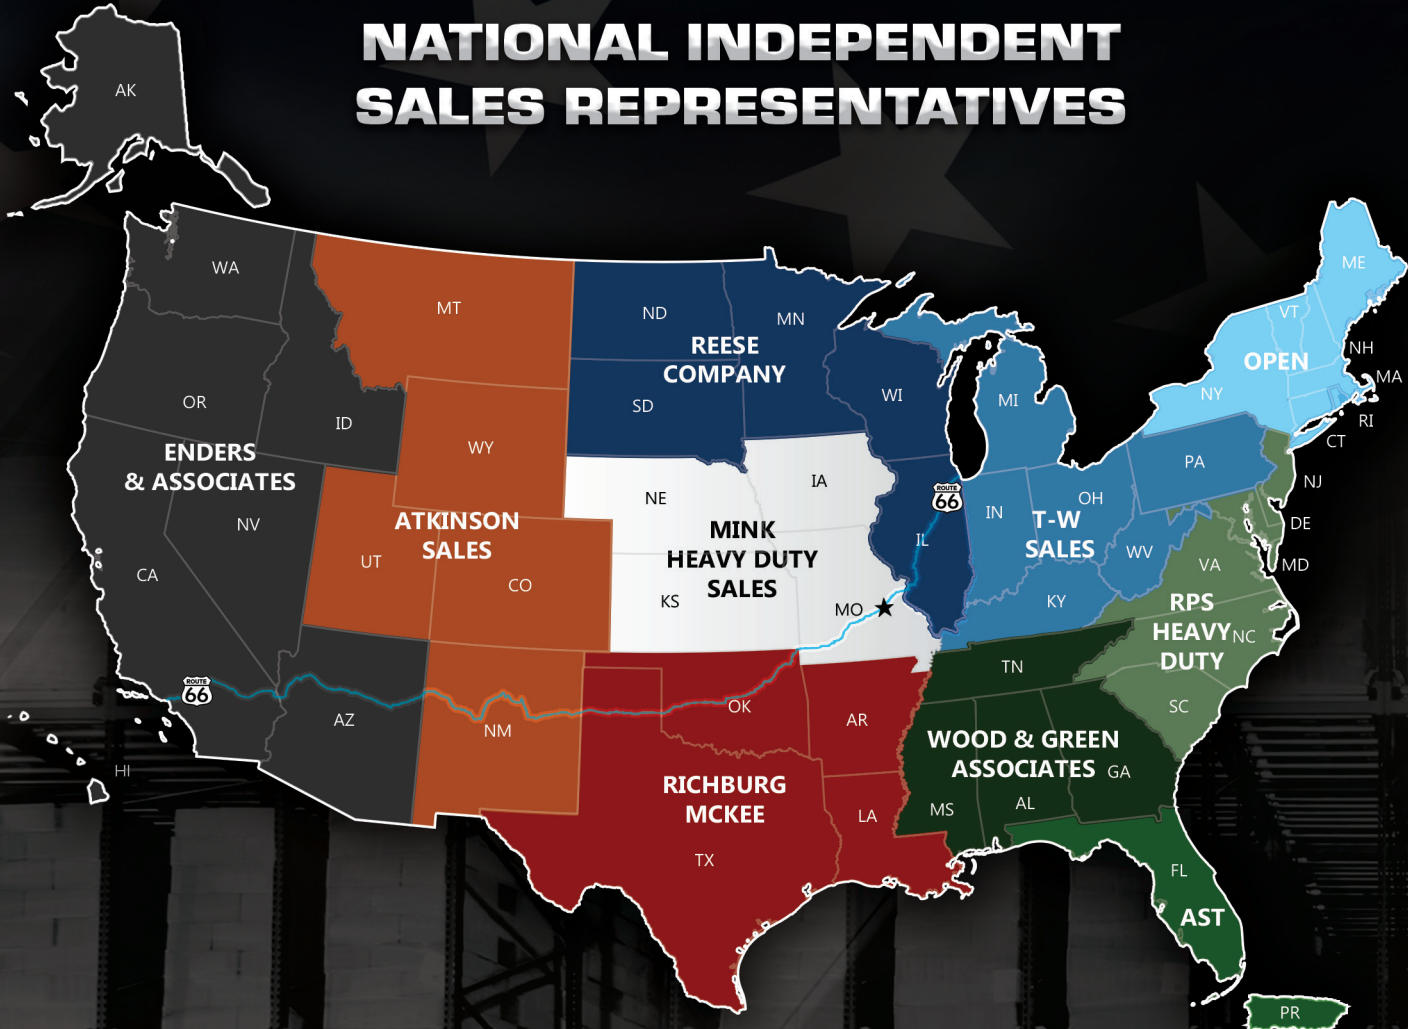 NATIONAL INDEPENDENT
SALES REPRESENTATIVES
AK
WA
MT
ND
MN
ME
VT
NH
OR
ID
WY
SD
REESE
COMPANY
WI
MI
OPEN
NY
MA
RI
CT
ENDERS
& ASSOCIATES
NV
CA
ATKINSON
SALES
UT
CO
NE
IA
MINK
HEAVY DUTY
SALES
KS
MO
ROUTE
66
IL
IN
OH
T-W
SALES
PA
WV
KY
NJ
DE
MD
VA
RPS
HEAVY
DUTY
NC
SC
ROUTE
66
AZ
NM
HI
OK
AR
RICHBURG
MCKEE
TX
LA
TN
WOOD & GREEN
ASSOCIATES
GA
MS
AL
FL
AST
PR